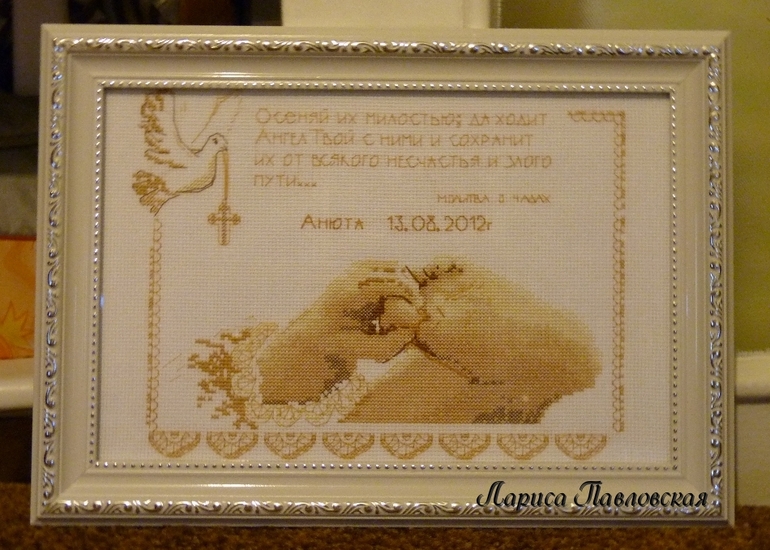 Осеняй их милостью; да ходит
Ангел Твой с ними и сохранит
их от всякого несчастья и злого
пути...
молитва о чадах
Анюта 13.08.2012г
Лариса Павловская